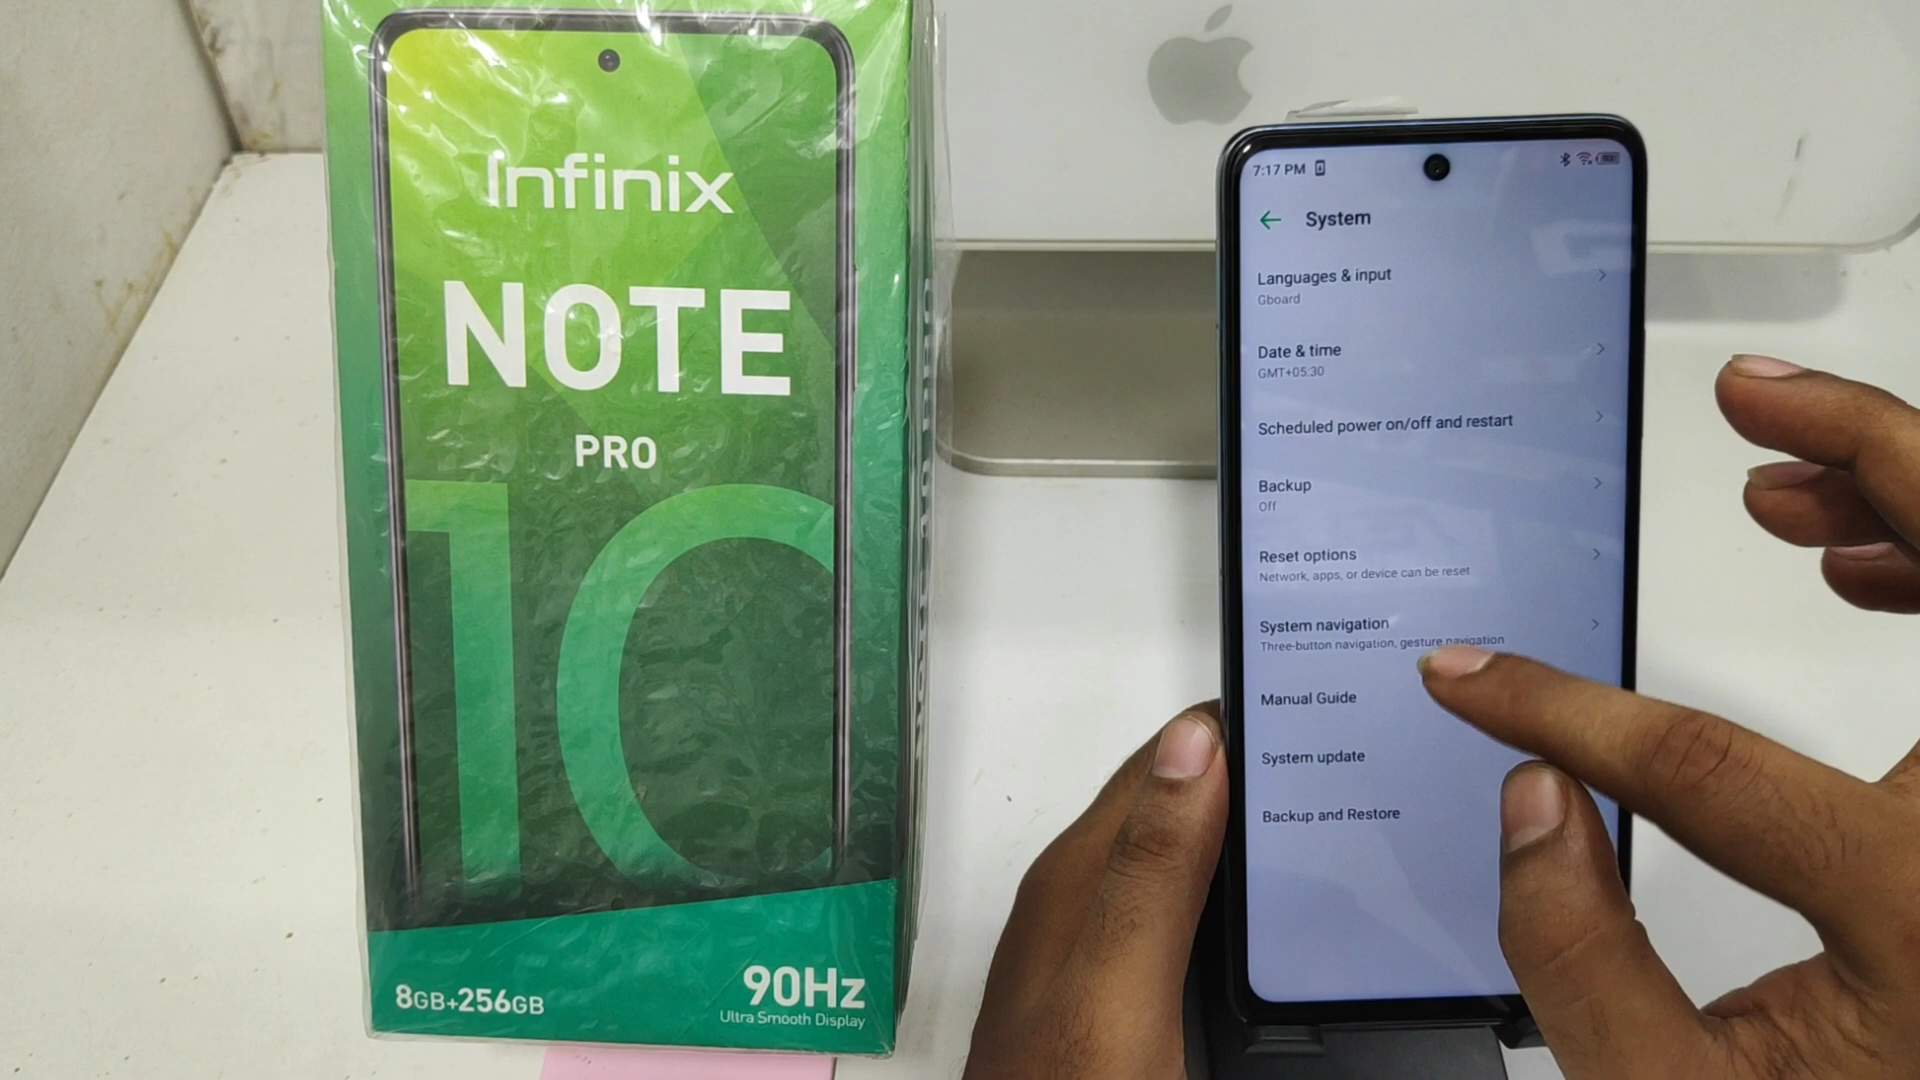 Infinix
NOTE
PRO
10
8GB+256GB
90Hz
Ultra Smooth Display
7:17 PM
System
Languages & input
Gboard
Date & time
GMT+05:30
Scheduled power on/off and restart
Backup
Off
Reset options
Network, apps, or device can be reset
System navigation
Three-button navigation, gesture navigation
Manual Guide
System update
Backup and Restore